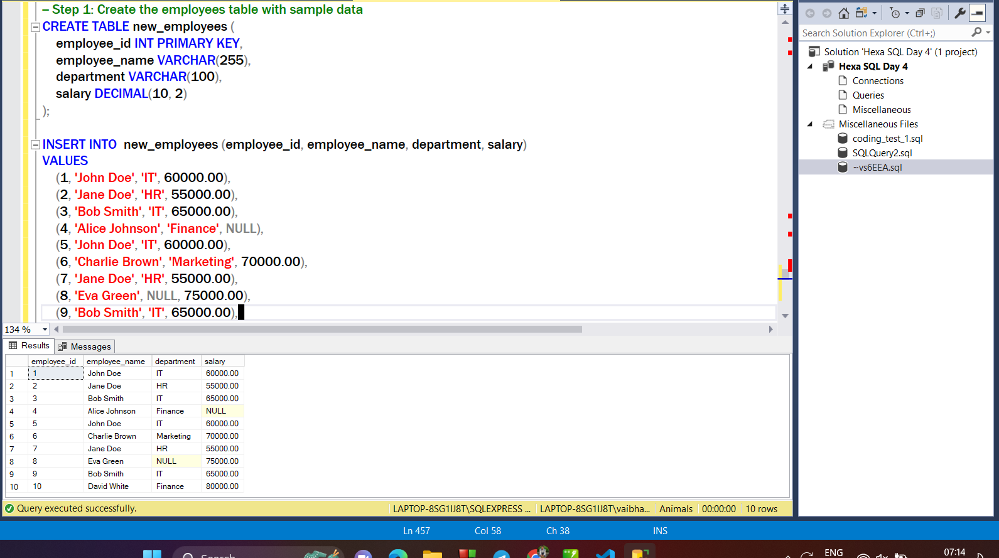 – Step 1: Create the employees table with sample data
CREATE TABLE new_employees (
employee_id INT PRIMARY KEY,
employee_name VARCHAR(255),
department VARCHAR(100),
salary DECIMAL(10, 2)
);
INSERT INTO  new_employees (employee_id, employee_name, department, salary)
VALUES
(1, 'John Doe', 'IT', 60000.00),
(2, 'Jane Doe', 'HR', 55000.00),
(3, 'Bob Smith', 'IT', 65000.00),
(4, 'Alice Johnson', 'Finance', NULL),
(5, 'John Doe', 'IT', 60000.00),
(6, 'Charlie Brown', 'Marketing', 70000.00),
(7, 'Jane Doe', 'HR', 55000.00),
(8, 'Eva Green', NULL, 75000.00),
(9, 'Bob Smith', 'IT', 65000.00),
134 %
Results Messages
employee_id employee_name department salary
1 1 John Doe IT 60000.00
2 2 Jane Doe HR 55000.00
3 3 Bob Smith IT 65000.00
4 4 Alice Johnson Finance NULL
5 5 John Doe IT 60000.00
6 6 Charlie Brown Marketing 70000.00
7 7 Jane Doe HR 55000.00
8 8 Eva Green NULL 75000.00
9 9 Bob Smith IT 65000.00
10 10 David White Finance 80000.00
Query executed successfully. LAPTOP-8SG1IJ8T\SQLEXPRESS ... LAPTOP-8SG1IJ8T\vaibha... Animals 00:00:00 10 rows
Search Solution Explorer (Ctrl+;)
Solution 'Hexa SQL Day 4' (1 project)
Hexa SQL Day 4
Connections
Queries
Miscellaneous
Miscellaneous Files
coding_test_1.sql
SQLQuery2.sql
~vs6EEA.sql
Ln 457 Col 58 Ch 38 INS
Search ENG 07:14